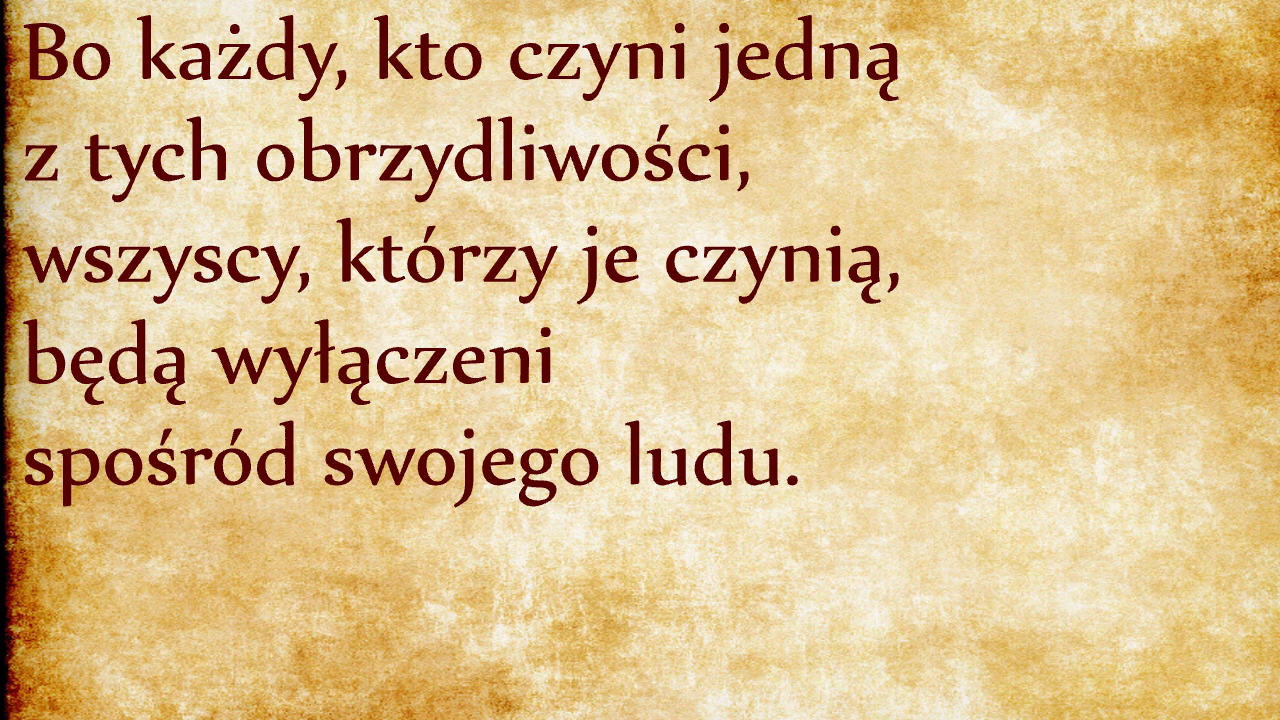 Bo każdy, kto czyni jedną
z tych obrzydliwości,
wszyscy, którzy je czynią,
będą wyłączeni
spośród swojego ludu.